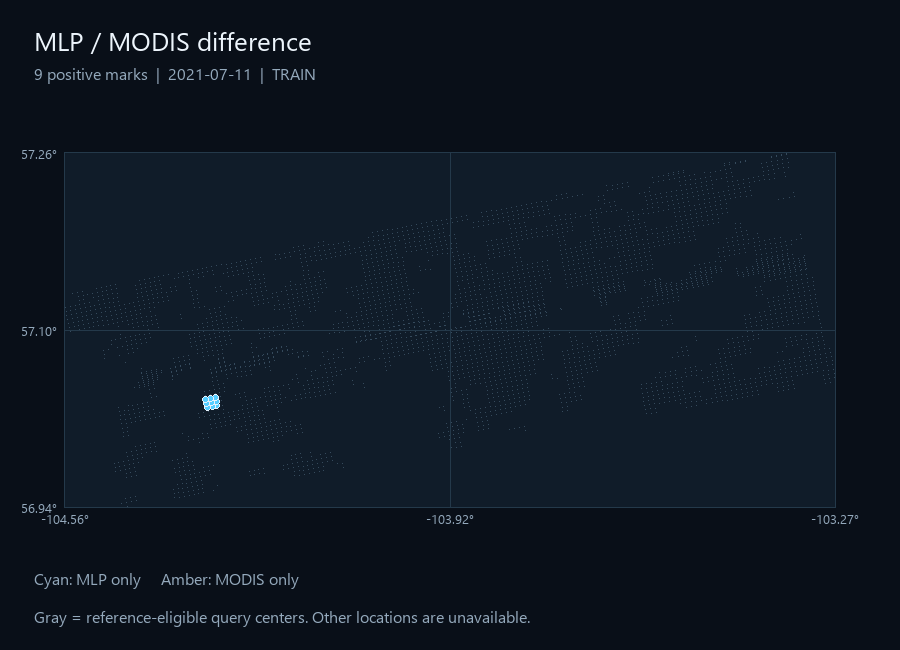 MLP / MODIS difference
9 positive marks | 2021-07-11 | TRAIN
57.26°
57.10°
56.94°
-104.56°
-103.92°
-103.27°
Cyan: MLP only
Amber: MODIS only
Gray = reference-eligible query centers. Other locations are unavailable.